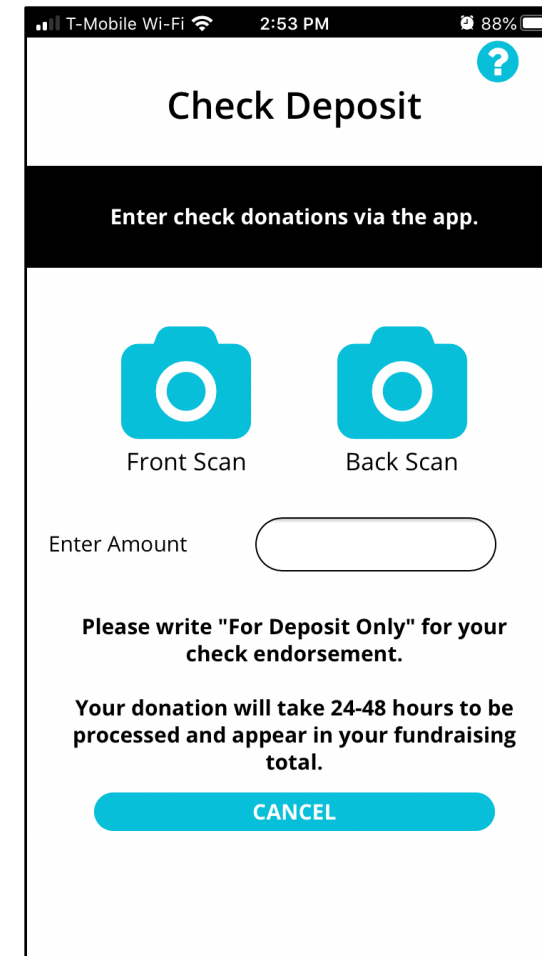 T-Mobile Wi-Fi 2:53 PM 88%
?
Check Deposit
Enter check donations via the app.
Front Scan Back Scan
Enter Amount
Please write "For Deposit Only" for your
check endorsement.
Your donation will take 24-48 hours to be
processed and appear in your fundraising
total.
CANCEL